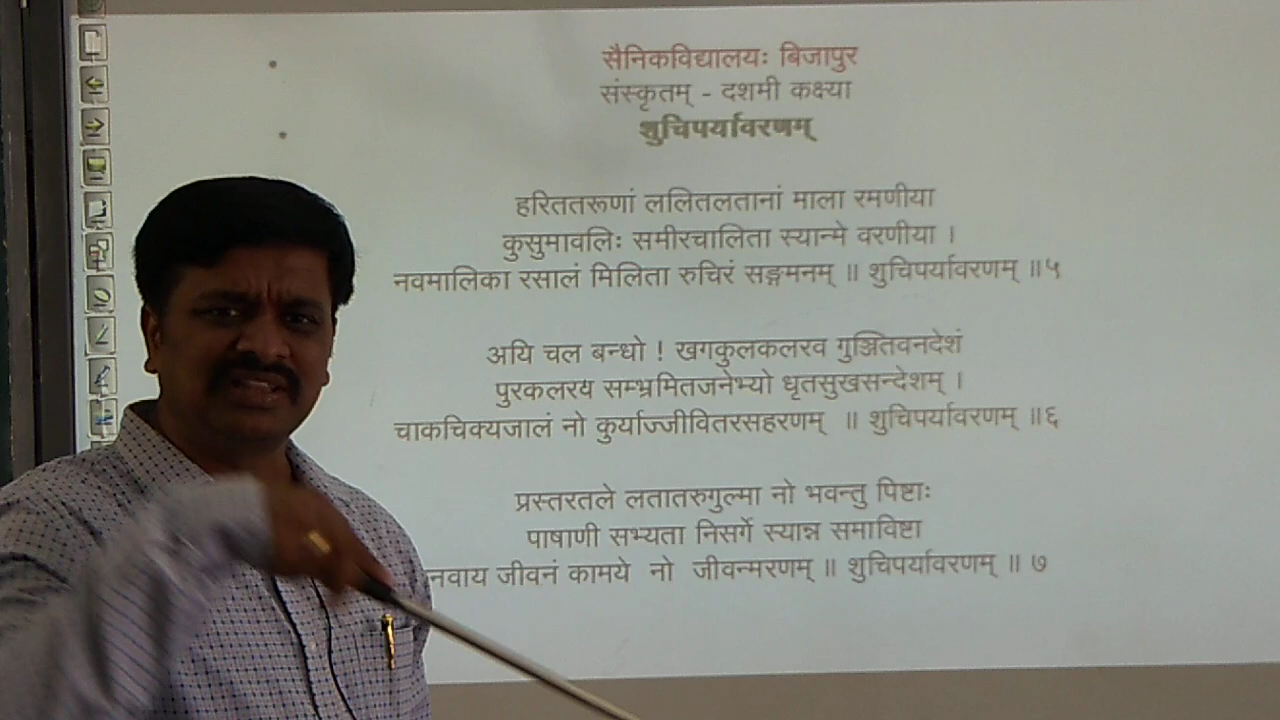 सैनिकविद्यालयः बिजापुर
संस्कृतम् - दशमी कक्ष्या
शुचिपर्यावरणम्
हरिततरूणां ललितलतानां माला रमणीया
कुसुमावलिः समीरचालिता स्यान्मे वरणीया ।
नवमालिका रसालं मिलिता रुचिरं सङ्गमनम् ॥ शुचिपर्यावरणम् ॥५
अयि चल बन्धो ! खगकुलकलरव गुञ्जितवनदेशं
पुरकलरव सम्भ्रमितजनेभ्यो धृतसुखसन्देशम् ।
चाकचिक्यजालं नो कुर्याज्जीवितरसहरणम् ॥ शुचिपर्यावरणम् ॥६
प्रस्तरतले लतातरुगुल्मा नो भवन्तु पिष्टाः
पाषाणी सभ्यता निसर्गे स्यान्न समाविष्टा
नवाय जीवनं कामये नो जीवन्मरणम् ॥ शुचिपर्यावरणम् ॥ ७